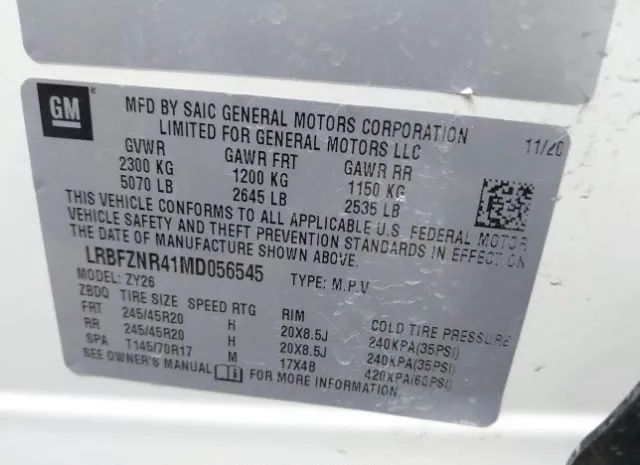 GM ®
MFD BY SAIC GENERAL MOTORS CORPORATION
LIMITED FOR GENERAL MOTORS LLC 11/20
GVWR GAWR FRT GAWR RR
2300 KG 1200 KG 1150 KG
5070 LB 2645 LB 2535 LB
THIS VEHICLE CONFORMS TO ALL APPLICABLE U.S. FEDERAL MOTOR
VEHICLE SAFETY AND THEFT PREVENTION STANDARDS IN EFFECT ON
THE DATE OF MANUFACTURE SHOWN ABOVE.
LRBFZNR41MD056545 TYPE: M.P.V
MODEL: ZY26
ZBDQ TIRE SIZE SPEED RTG RIM COLD TIRE PRESSURE
FRT 245/45R20 H 20X8.5J 240KPA(35PSI)
RR 245/45R20 H 20X8.5J 240KPA(35PSI)
SPA T145/70R17 M 17X4B 420KPA(60PSI)
SEE OWNER'S MANUAL FOR MORE INFORMATION